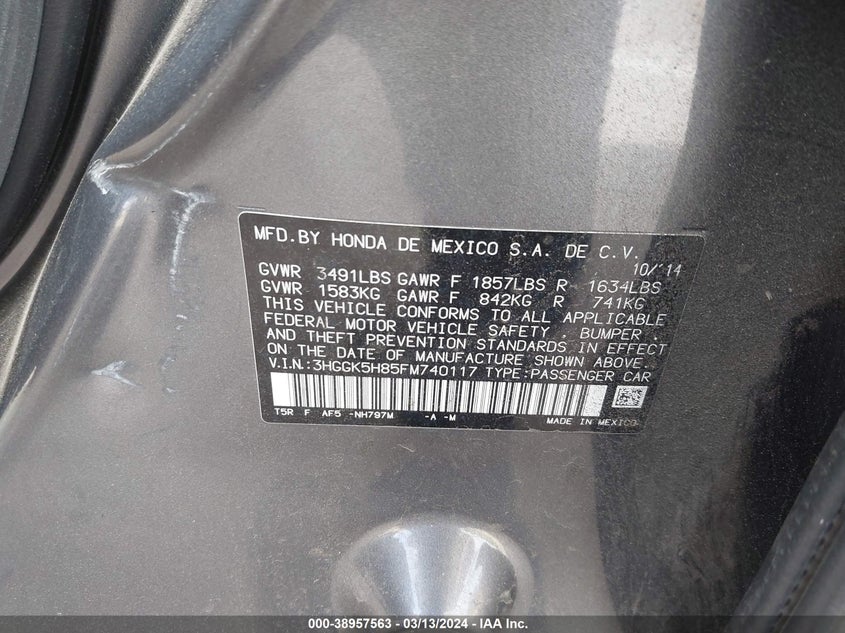 MFD.BY HONDA DE MEXICO S.A. DE C.V.
10/14
GVWR 3491LBS GAWR F 1857LBS R 1634LBS
GVWR 1583KG GAWR F 842KG R 741KG
THIS VEHICLE CONFORMS TO ALL APPLICABLE
FEDERAL MOTOR VEHICLE SAFETY , BUMPER ,
AND THEFT PREVENTION STANDARDS IN EFFECT
ON THE DATE OF MANUFACTURE SHOWN ABOVE.
V.I.N.: 3HGGK5H85FM740117 TYPE:PASSENGER CAR
T5R F AF5 -NH797M -A -M MADE IN MEXICO
000-38957563 - 03/13/2024 - IAA Inc.